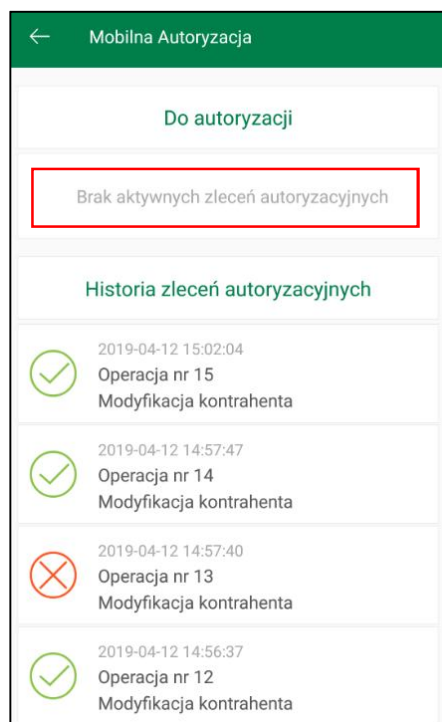 Mobilna Autoryzacja
Do autoryzacji
Brak aktywnych zleceń autoryzacyjnych
Historia zleceń autoryzacyjnych
2019-04-12 15:02:04
Operacja nr 15
Modyfikacja kontrahenta
2019-04-12 14:57:47
Operacja nr 14
Modyfikacja kontrahenta
2019-04-12 14:57:40
Operacja nr 13
Modyfikacja kontrahenta
2019-04-12 14:56:37
Operacja nr 12
Modyfikacja kontrahenta